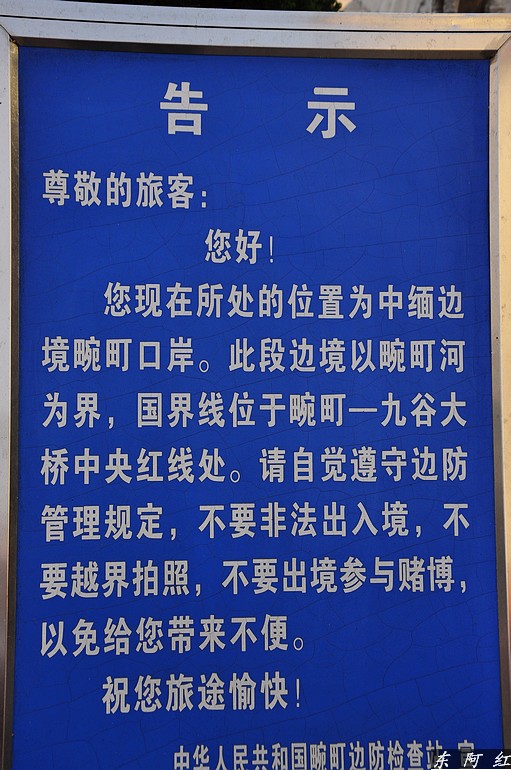 告 示
尊敬的旅客：
您好！
您现在所处的位置为中缅边
境畹町口岸。此段边境以畹町河
为界，国界线位于畹町—九谷大
桥中央红线处。请自觉遵守边防
管理规定，不要非法出入境，不
要越界拍照，不要出境参与赌博，
以免给您带来不便。
祝您旅途愉快！
中华人民共和国畹町边防检查站 宣
东 阿 红